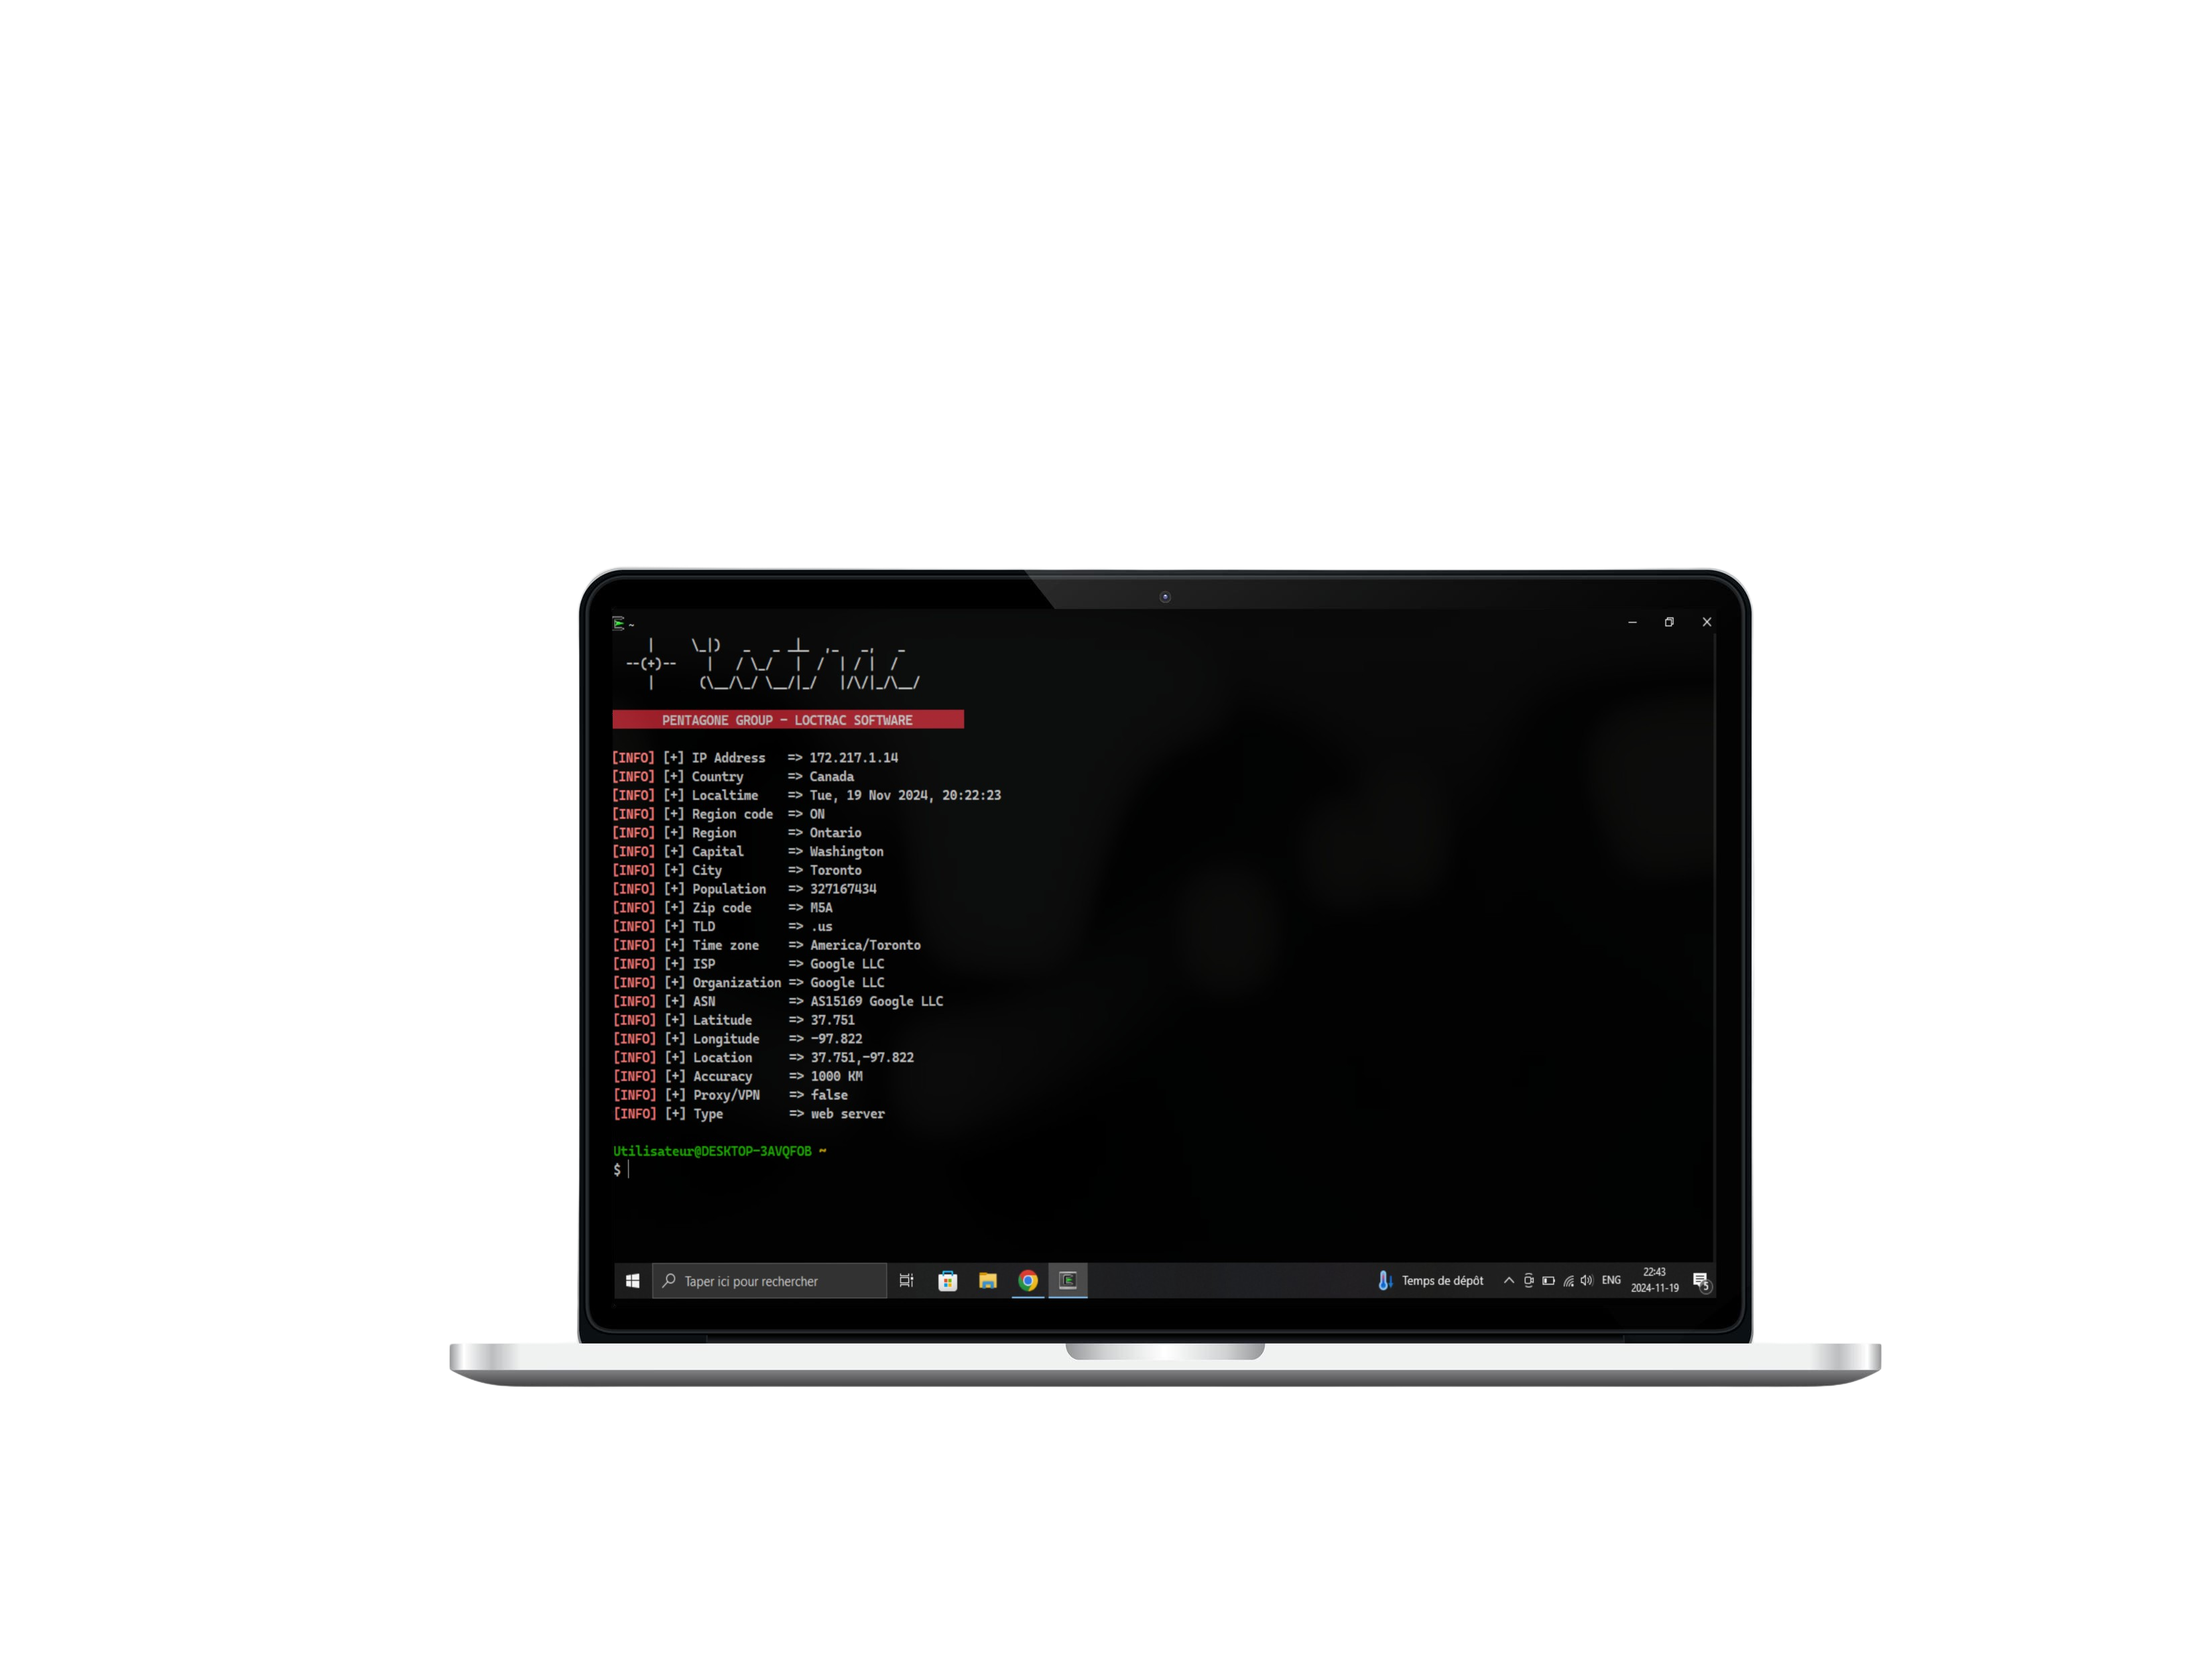 ~
Loctrac
PENTAGONE GROUP - LOCTRAC SOFTWARE
[INFO] [+] IP Address => 172.217.1.14
[INFO] [+] Country => Canada
[INFO] [+] Localtime => Tue, 19 Nov 2024, 20:22:23
[INFO] [+] Region code => ON
[INFO] [+] Region => Ontario
[INFO] [+] Capital => Washington
[INFO] [+] City => Toronto
[INFO] [+] Population => 327167434
[INFO] [+] Zip code => M5A
[INFO] [+] TLD => .us
[INFO] [+] Time zone => America/Toronto
[INFO] [+] ISP => Google LLC
[INFO] [+] Organization => Google LLC
[INFO] [+] ASN => AS15169 Google LLC
[INFO] [+] Latitude => 37.751
[INFO] [+] Longitude => -97.822
[INFO] [+] Location => 37.751,-97.822
[INFO] [+] Accuracy => 1000 KM
[INFO] [+] Proxy/VPN => false
[INFO] [+] Type => web server
Utilisateur@DESKTOP-3AVQFOB ~
$
Taper ici pour rechercher
Temps de dépôt
ENG
22:43
2024-11-19
5